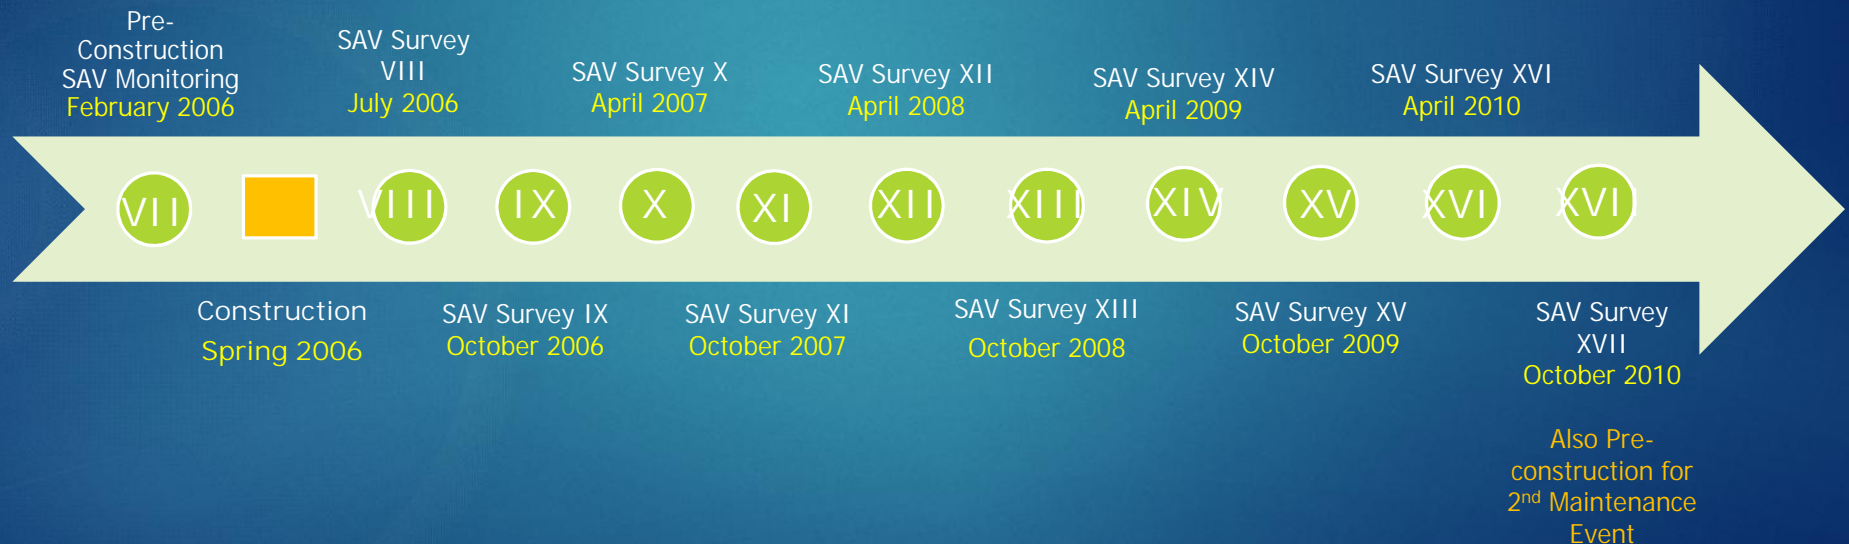 Pre-
Construction
SAV Monitoring
February 2006
SAV Survey
VIII
July 2006
SAV Survey X
April 2007
SAV Survey XII
April 2008
SAV Survey XIV
April 2009
SAV Survey XVI
April 2010
VII
VIII
IX
X
XI
XII
XIII
XIV
XV
XVI
XVII
Construction
Spring 2006
SAV Survey IX
October 2006
SAV Survey XI
October 2007
SAV Survey XIII
October 2008
SAV Survey XV
October 2009
SAV Survey
XVII
October 2010
Also Pre-
construction for
2nd Maintenance
Event